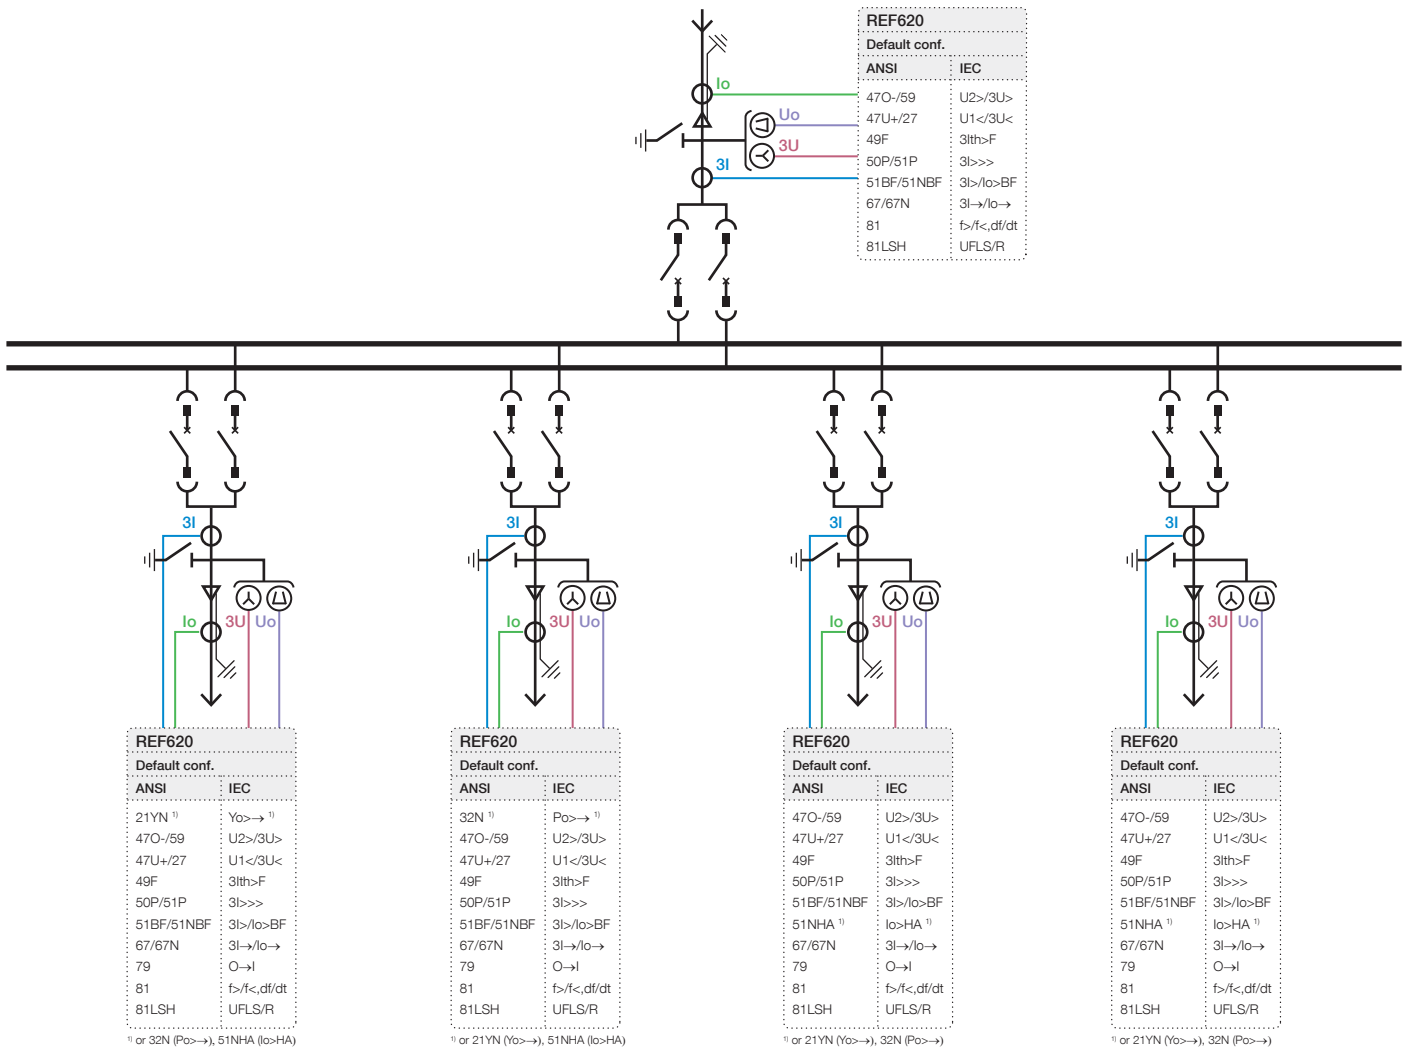 REF620
Default conf.
ANSI IEC
47O-/59 U2>/3U>
47U+/27 U1</3U<
49F 3Ith>F
50P/51P 3I>>>
51BF/51NBF 3I>/Io>BF
67/67N 3I→/Io→
81 f>/f<,df/dt
81LSH UFLS/R
Io
Uo
3U
3I
3I
Io 3U Uo
REF620
Default conf.
ANSI IEC
21YN ¹⁾ Yo>→ ¹⁾
47O-/59 U2>/3U>
47U+/27 U1</3U<
49F 3Ith>F
50P/51P 3I>>>
51BF/51NBF 3I>/Io>BF
67/67N 3I→/Io→
79 O→I
81 f>/f<,df/dt
81LSH UFLS/R
¹⁾ or 32N (Po>→), 51NHA (Io>HA)
3I
Io 3U Uo
REF620
Default conf.
ANSI IEC
32N ¹⁾ Po>→ ¹⁾
47O-/59 U2>/3U>
47U+/27 U1</3U<
49F 3Ith>F
50P/51P 3I>>>
51BF/51NBF 3I>/Io>BF
67/67N 3I→/Io→
79 O→I
81 f>/f<,df/dt
81LSH UFLS/R
¹⁾ or 21YN (Yo>→), 51NHA (Io>HA)
3I
Io 3U Uo
REF620
Default conf.
ANSI IEC
47O-/59 U2>/3U>
47U+/27 U1</3U<
49F 3Ith>F
50P/51P 3I>>>
51BF/51NBF 3I>/Io>BF
51NHA ¹⁾ Io>HA ¹⁾
67/67N 3I→/Io→
79 O→I
81 f>/f<,df/dt
81LSH UFLS/R
¹⁾ or 21YN (Yo>→), 32N (Po>→)
3I
Io 3U Uo
REF620
Default conf.
ANSI IEC
47O-/59 U2>/3U>
47U+/27 U1</3U<
49F 3Ith>F
50P/51P 3I>>>
51BF/51NBF 3I>/Io>BF
51NHA ¹⁾ Io>HA ¹⁾
67/67N 3I→/Io→
79 O→I
81 f>/f<,df/dt
81LSH UFLS/R
¹⁾ or 21YN (Yo>→), 32N (Po>→)